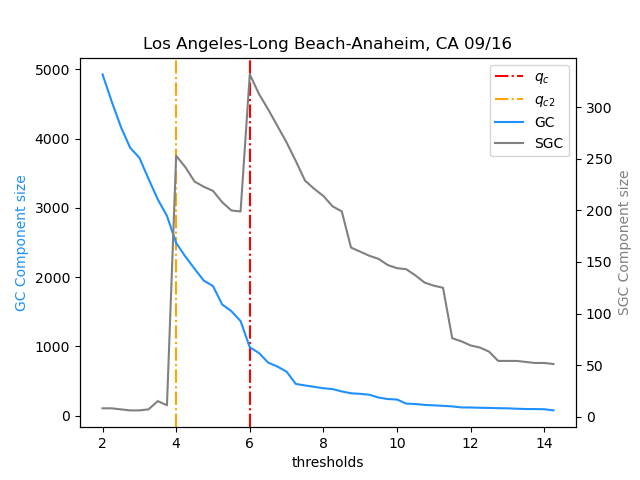 Los Angeles-Long Beach-Anaheim, CA 09/16
5000
4000
3000
2000
1000
0
GC Component size
2
4
6
8
10
12
14
thresholds
300
250
200
150
100
50
0
SGC Component size
q_c
q_c2
GC
SGC